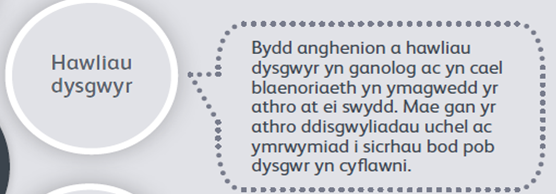 Hawliau
dysgwyr
Bydd anghenion a hawliau
dysgwyr yn ganolog ac yn cael
blaenoriaeth yn ymagwedd yr
athro at ei swydd. Mae gan yr
athro ddisgwyliadau uchel ac
ymrwymiad i sicrhau bod pob
dysgwr yn cyflawni.